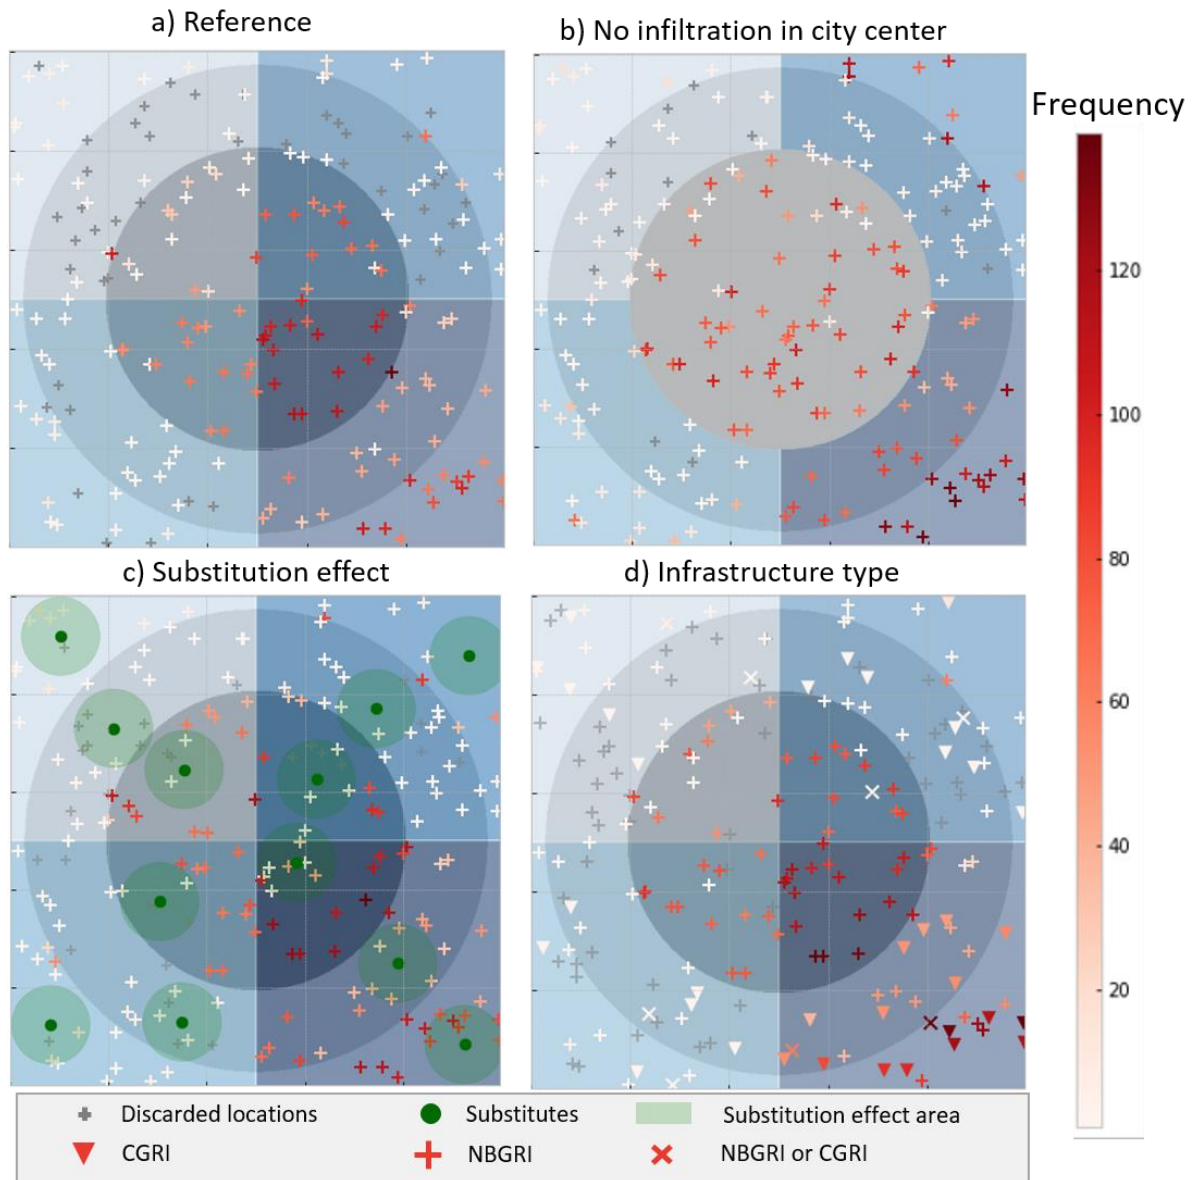 a) Reference
b) No infiltration in city center
Frequency
120
100
80
60
40
20
c) Substitution effect
d) Infrastructure type
Discarded locations
Substitutes
Substitution effect area
CGRI
NBGRI
NBGRI or CGRI